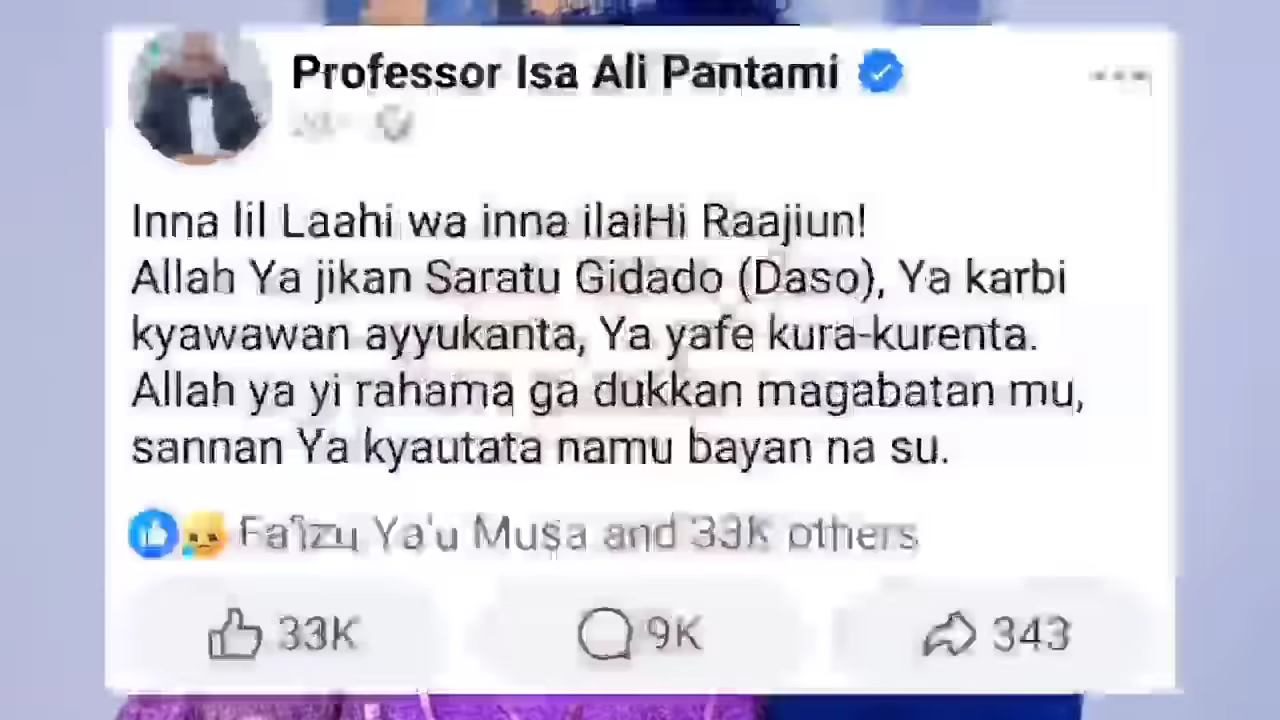 Professor Isa Ali Pantami
Inna lil Laahi wa inna ilaiHi Raajiun!
Allah Ya jikan Saratu Gidado (Daso), Ya karbi
kyawawan ayyukanta, Ya yafe kura-kurenta.
Allah ya yi rahama ga dukkan magabatan mu,
sannan Ya kyautata namu bayan na su.
Fa'izu Ya'u Musa and 33K others
33K
9K
343